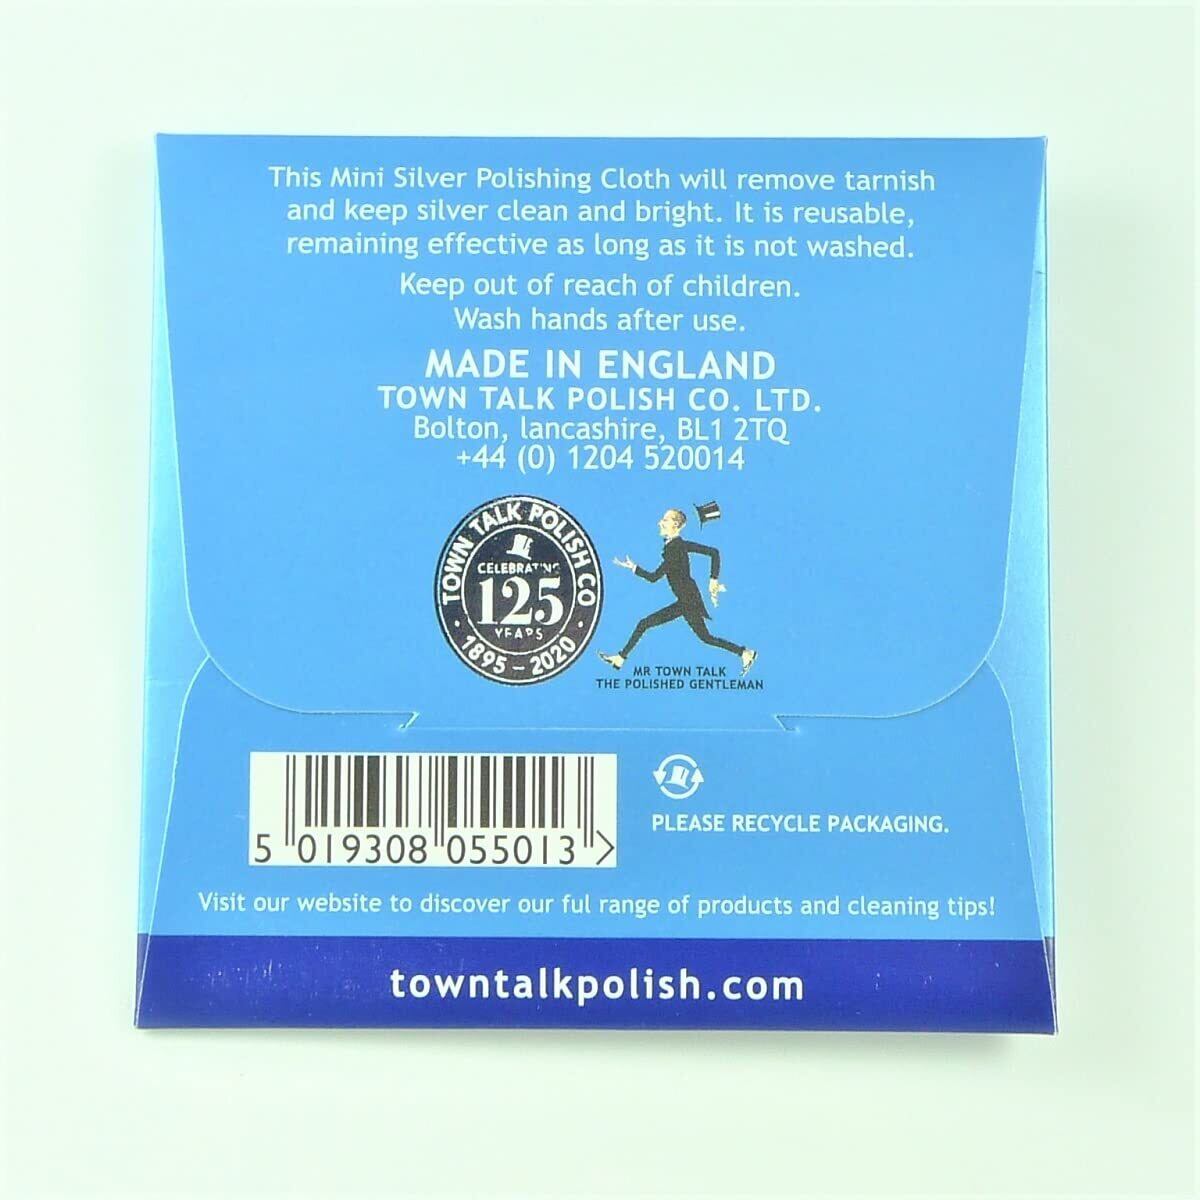 This Mini Silver Polishing Cloth will remove tarnish
and keep silver clean and bright. It is reusable,
remaining effective as long as it is not washed.
Keep out of reach of children.
Wash hands after use.
MADE IN ENGLAND
TOWN TALK POLISH CO. LTD.
Bolton, lancashire, BL1 2TQ
+44 (0) 1204 520014
TOWN TALK POLISH CO
CELEBRATING
125
YEARS
1895 – 2020
MR TOWN TALK
THE POLISHED GENTLEMAN
5 019308 055013 >
PLEASE RECYCLE PACKAGING.
Visit our website to discover our ful range of products and cleaning tips!
towntalkpolish.com